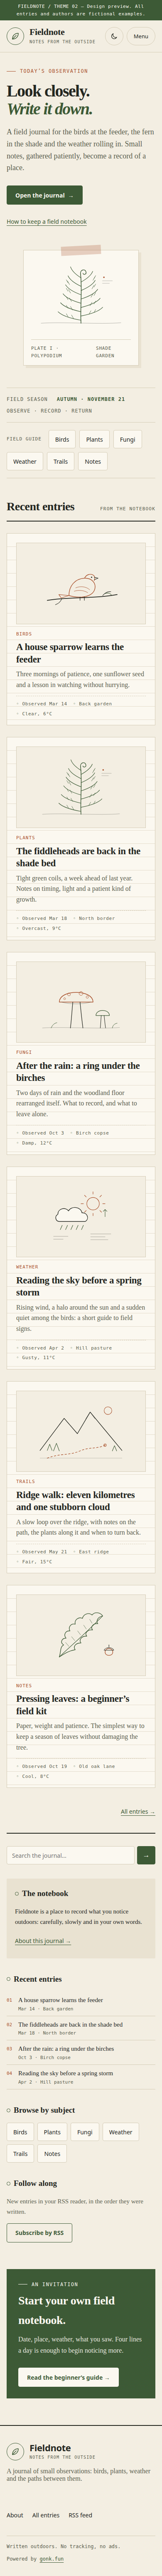 FIELDNOTE / THEME 02 — Design preview. All
entries and authors are fictional examples.
Fieldnote
NOTES FROM THE OUTSIDE
Menu
TODAY'S OBSERVATION
Look closely.
Write it down.
A field journal for the birds at the feeder, the fern
in the shade and the weather rolling in. Small
notes, gathered patiently, become a record of a
place.
Open the journal →
How to keep a field notebook
PLATE I ·
POLYPODIUM
SHADE
GARDEN
FIELD SEASON AUTUMN · NOVEMBER 21
OBSERVE · RECORD · RETURN
FIELD GUIDE
Birds
Plants
Fungi
Weather
Trails
Notes
Recent entries
FROM THE NOTEBOOK
BIRDS
A house sparrow learns the
feeder
Three mornings of patience, one sunflower seed
and a lesson in watching without hurrying.
· Observed Mar 14 · Back garden
· Clear, 6°C
PLANTS
The fiddleheads are back in the
shade bed
Tight green coils, a week ahead of last year.
Notes on timing, light and a patient kind of
growth.
· Observed Mar 18 · North border
· Overcast, 9°C
FUNGI
After the rain: a ring under the
birches
Two days of rain and the woodland floor
rearranged itself. What to record, and what to
leave alone.
· Observed Oct 3 · Birch copse
· Damp, 12°C
WEATHER
Reading the sky before a spring
storm
Rising wind, a halo around the sun and a sudden
quiet among the birds: a short guide to field
signs.
· Observed Apr 2 · Hill pasture
· Gusty, 11°C
TRAILS
Ridge walk: eleven kilometres
and one stubborn cloud
A slow loop over the ridge, with notes on the
path, the plants along it and when to turn back.
· Observed May 21 · East ridge
· Fair, 15°C
NOTES
Pressing leaves: a beginner's
field kit
Paper, weight and patience. The simplest way to
keep a season of leaves without damaging the
tree.
· Observed Oct 19 · Old oak lane
· Cool, 8°C
All entries →
Search the journal...
→
The notebook
Fieldnote is a place to record what you notice
outdoors: carefully, slowly and in your own words.
About this journal →
Recent entries
01 A house sparrow learns the feeder
Mar 14 · Back garden
02 The fiddleheads are back in the shade bed
Mar 18 · North border
03 After the rain: a ring under the birches
Oct 3 · Birch copse
04 Reading the sky before a spring storm
Apr 2 · Hill pasture
Browse by subject
Birds
Plants
Fungi
Weather
Trails
Notes
Follow along
New entries in your RSS reader, in the order they were
written.
Subscribe by RSS
AN INVITATION
Start your own field
notebook.
Date, place, weather, what you saw. Four lines
a day is enough to begin noticing more.
Read the beginner's guide →
Fieldnote
NOTES FROM THE OUTSIDE
A journal of small observations: birds, plants, weather
and the paths between them.
About
All entries
RSS feed
Written outdoors. No tracking, no ads.
Powered by gonk.fun